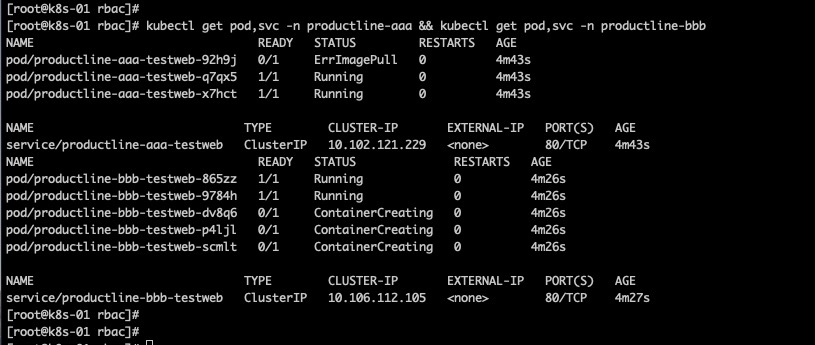 [root@k8s-01 rbac]#
[root@k8s-01 rbac]# kubectl get pod,svc -n productline-aaa && kubectl get pod,svc -n productline-bbb
NAME READY STATUS RESTARTS AGE
pod/productline-aaa-testweb-92h9j 0/1 ErrImagePull 0 4m43s
pod/productline-aaa-testweb-q7qx5 1/1 Running 0 4m43s
pod/productline-aaa-testweb-x7hct 1/1 Running 0 4m43s
NAME TYPE CLUSTER-IP EXTERNAL-IP PORT(S) AGE
service/productline-aaa-testweb ClusterIP 10.102.121.229 <none> 80/TCP 4m43s
NAME READY STATUS RESTARTS AGE
pod/productline-bbb-testweb-865zz 1/1 Running 0 4m26s
pod/productline-bbb-testweb-9784h 1/1 Running 0 4m26s
pod/productline-bbb-testweb-dv8q6 0/1 ContainerCreating 0 4m26s
pod/productline-bbb-testweb-p4ljl 0/1 ContainerCreating 0 4m26s
pod/productline-bbb-testweb-scmlt 0/1 ContainerCreating 0 4m26s
NAME TYPE CLUSTER-IP EXTERNAL-IP PORT(S) AGE
service/productline-bbb-testweb ClusterIP 10.106.112.105 <none> 80/TCP 4m27s
[root@k8s-01 rbac]#
[root@k8s-01 rbac]#